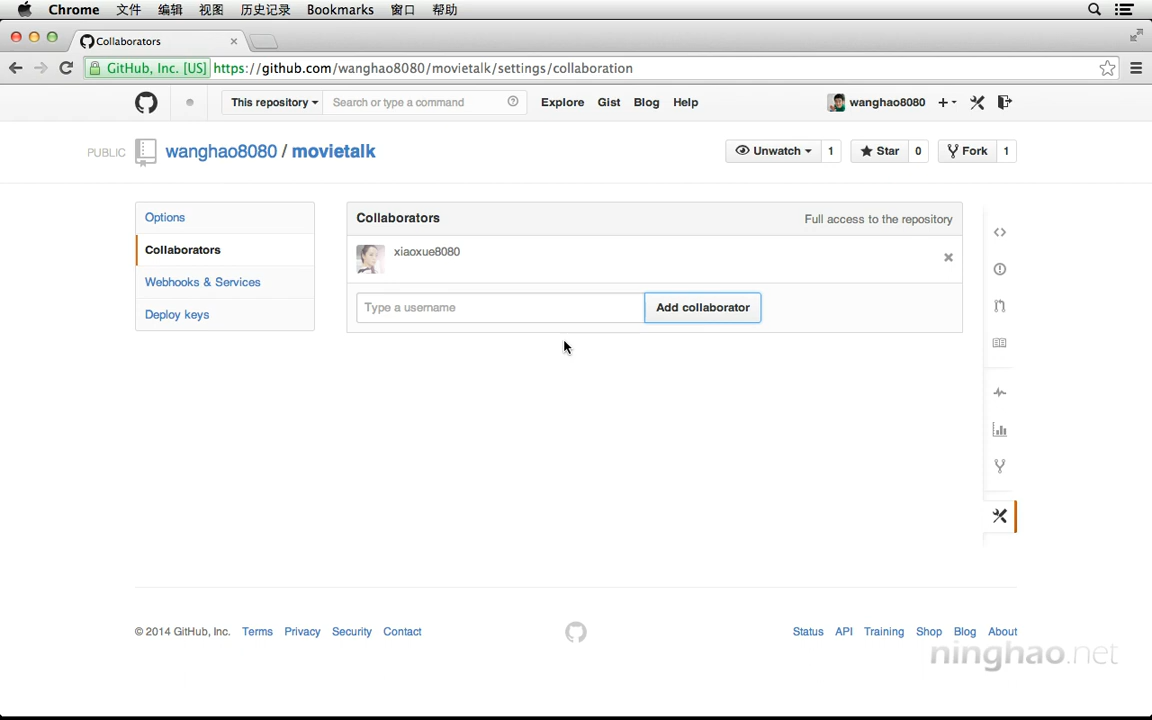 Chrome 文件 编辑 视图 历史记录 Bookmarks 窗口 帮助
Collaborators
GitHub, Inc. [US] https://github.com/wanghao8080/movietalk/settings/collaboration
This repository Search or type a command Explore Gist Blog Help wanghao8080
PUBLIC wanghao8080 / movietalk Unwatch 1 Star 0 Fork 1
Options
Collaborators
Webhooks & Services
Deploy keys
Collaborators Full access to the repository
xiaoxue8080
Type a username Add collaborator
© 2014 GitHub, Inc. Terms Privacy Security Contact Status API Training Shop Blog About
ninghao.net